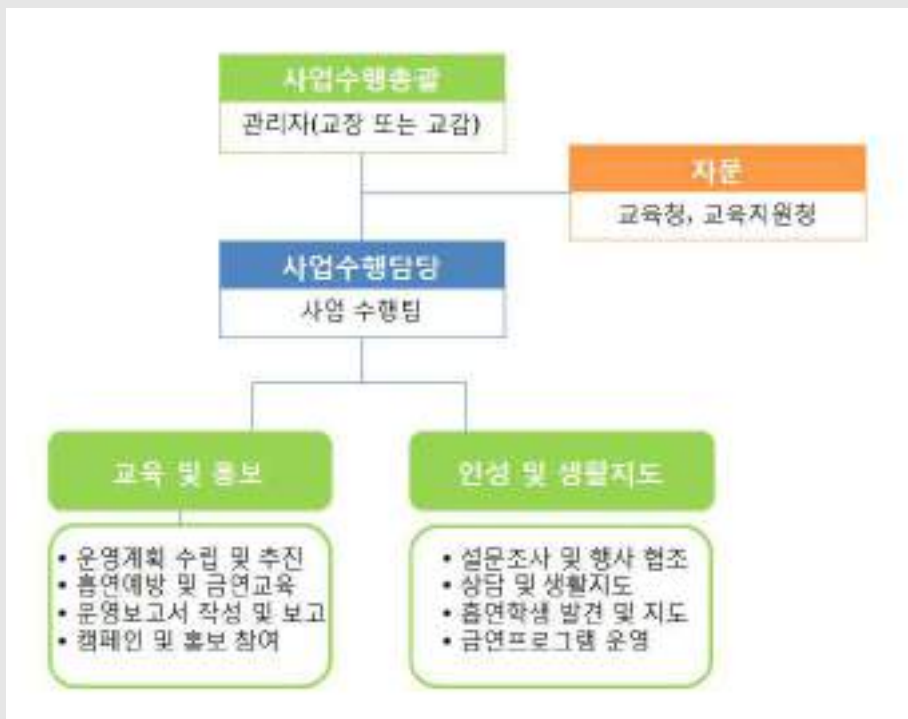 사업수행총괄
관리자(교장 또는 교감)
자문
교육청, 교육지원청
사업수행담당
사업 수행팀
교육 및 홍보
인성 및 생활지도
• 운영계획 수립 및 추진
• 흡연예방 및 금연교육
• 운영보고서 작성 및 보고
• 캠페인 및 홍보 참여
• 설문조사 및 행사 협조
• 상담 및 생활지도
• 흡연학생 발견 및 지도
• 금연프로그램 운영